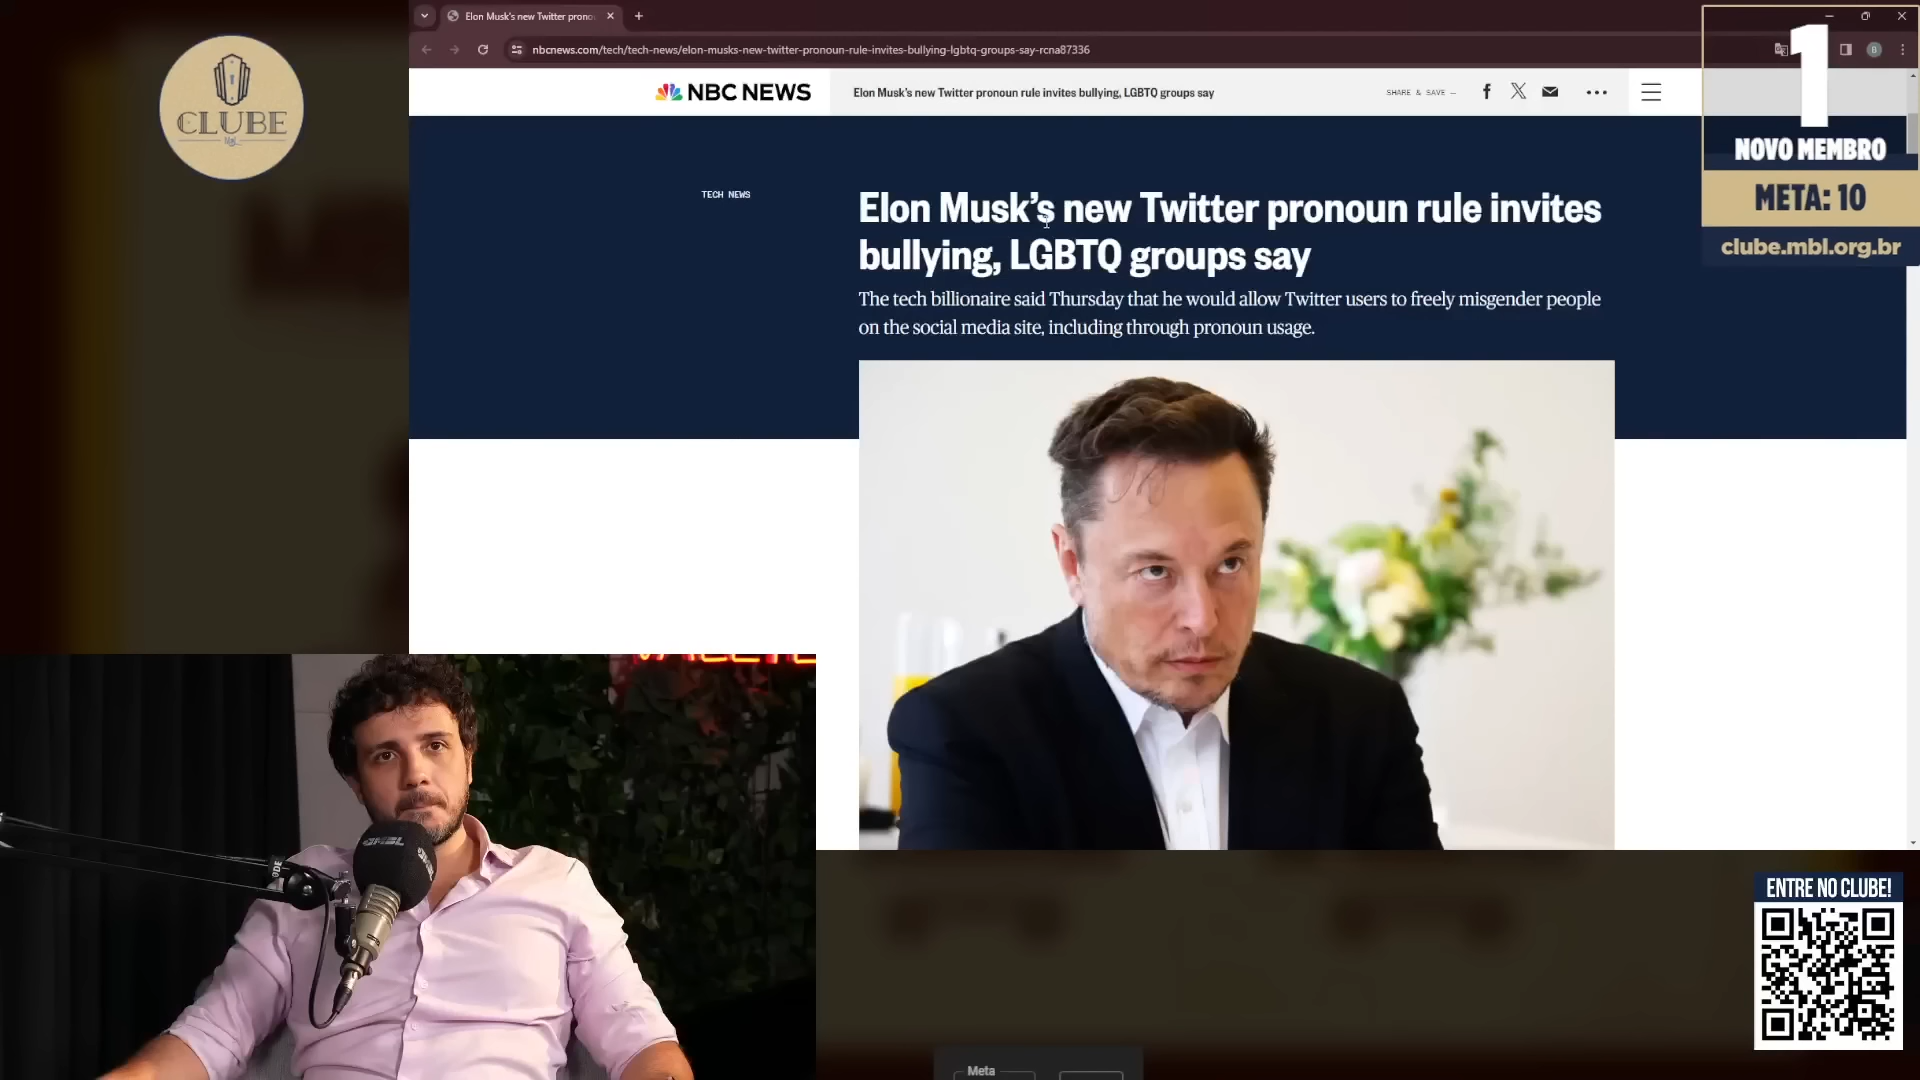 Elon Musk's new Twitter prono
nbcnews.com/tech/tech-news/elon-musks-new-twitter-pronoun-rule-invites-bullying-lgbtq-groups-say-rcna87336
NBC NEWS
Elon Musk's new Twitter pronoun rule invites bullying, LGBTQ groups say
SHARE & SAVE —
TECH NEWS
Elon Musk's new Twitter pronoun rule invites
bullying, LGBTQ groups say
The tech billionaire said Thursday that he would allow Twitter users to freely misgender people
on the social media site, including through pronoun usage.
CLUBE
MBL
1
NOVO MEMBRO
META: 10
clube.mbl.org.br
MBL
RODE
ENTRE NO CLUBE!
Meta